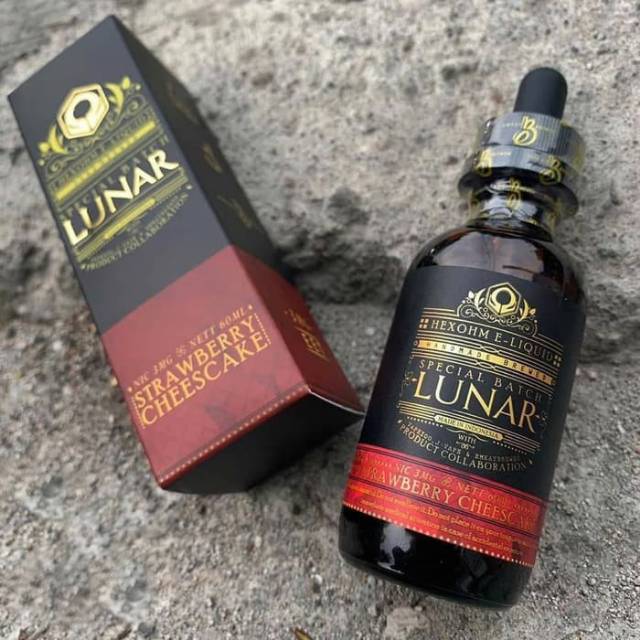 LUNAR
PRODUCT COLLABORATION
NIC 3MG @ NETT 60ML
STRAWBERRY
CHEESCAKE
HEXOHM E-LIQUID
HANDMADE BREWED
SPECIAL BATCH
LUNAR
MADE IN INDONESIA
WITH
PRODUCT COLLABORATION
NIC 3MG @ NETT 60ML
STRAWBERRY CHEESCAKE